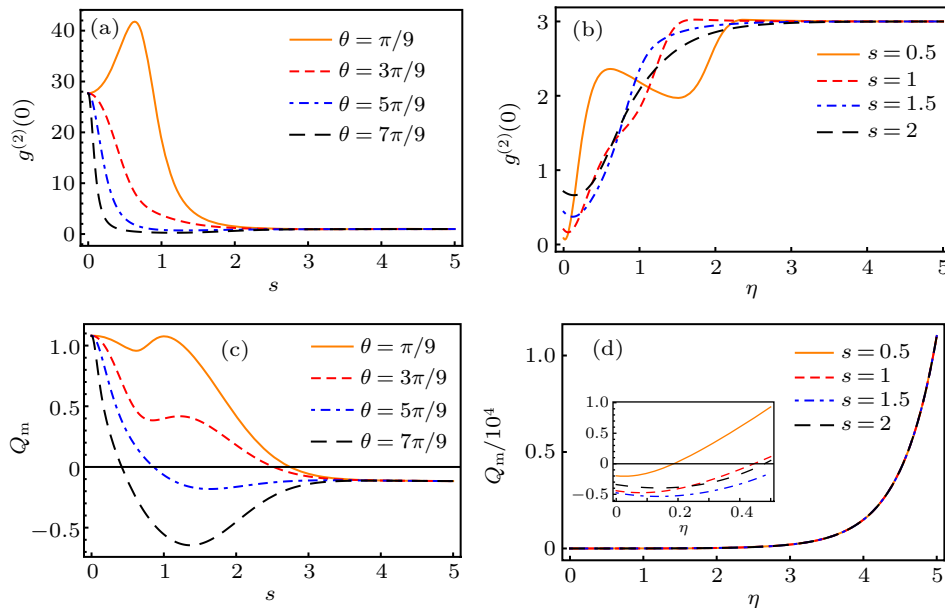 (a)
g⁽²⁾(0)
40
30
20
10
0
θ = π/9
θ = 3π/9
θ = 5π/9
θ = 7π/9
0 1 2 3 4 5
s
(b)
g⁽²⁾(0)
3
2
1
0
s = 0.5
s = 1
s = 1.5
s = 2
0 1 2 3 4 5
η
(c)
Qₘ
1.0
0.5
0
−0.5
θ = π/9
θ = 3π/9
θ = 5π/9
θ = 7π/9
0 1 2 3 4 5
s
(d)
Qₘ/10⁴
1.0
0.5
0
s = 0.5
s = 1
s = 1.5
s = 2
1.0
0.5
0
−0.5
0 0.2 0.4
η
0 1 2 3 4 5
η